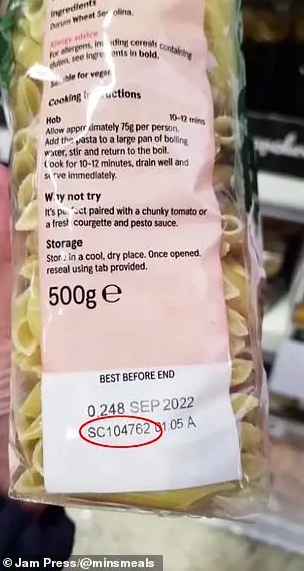 ingredients
Durum Wheat Semolina.
Allergy advice
For allergens, including cereals containing
gluten, see ingredients in bold.
Suitable for vegan
Cooking Instructions
Hob 10-12 mins
Allow approximately 75g per person.
Add the pasta to a large pan of boiling
water, stir and return to the boil.
Cook for 10-12 minutes, drain well and
serve immediately.
Why not try
It's perfect paired with a chunky tomato or
a fresh courgette and pesto sauce.
Storage
Store in a cool, dry place. Once opened,
reseal using tab provided.
500g ℮
BEST BEFORE END
0.248 SEP 2022
SC104762 01:05 A
© Jam Press/@minsmeals